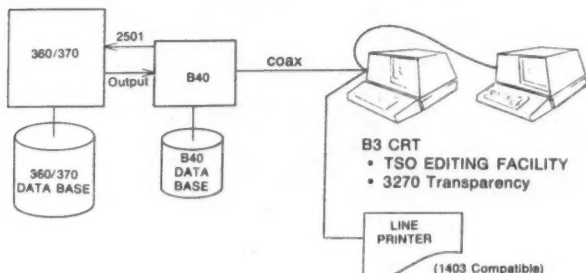 360/370
2501
Output
B40
coax
360/370
DATA BASE
B40
DATA
BASE
B3 CRT
• TSO EDITING FACILITY
• 3270 Transparency
LINE
PRINTER
(1403 Compatible)